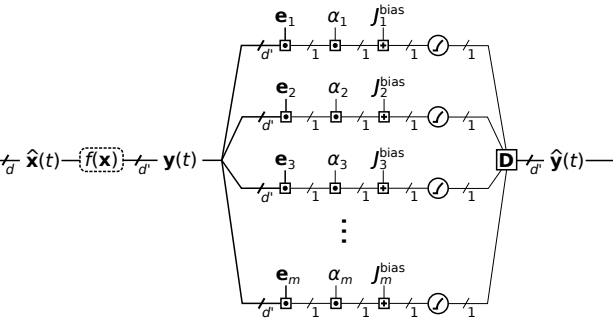 e₁ α₁ J₁ᵇⁱᵃˢ
d' 1 1 1 1
e₂ α₂ J₂ᵇⁱᵃˢ
d' 1 1 1 1
d x̂(t) f(x) d' y(t) D d' ŷ(t)
e₃ α₃ J₃ᵇⁱᵃˢ
d' 1 1 1 1
⋮
eₘ αₘ Jₘᵇⁱᵃˢ
d' 1 1 1 1